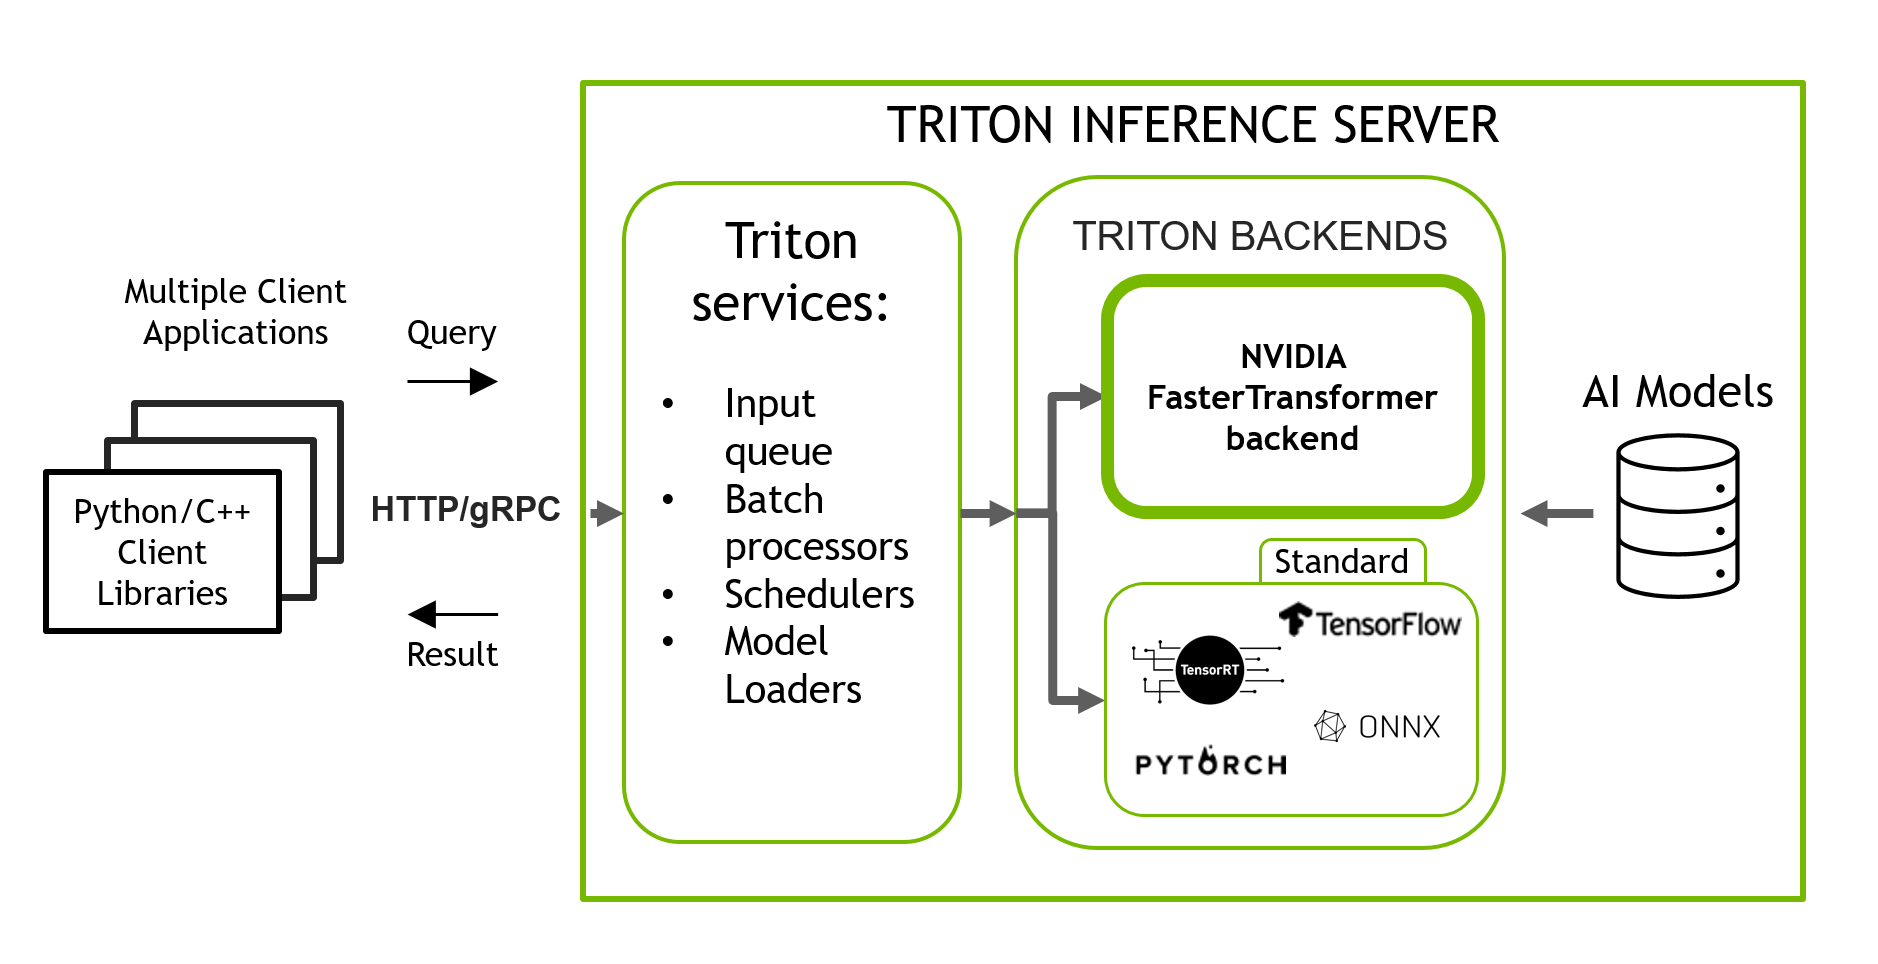 TRITON INFERENCE SERVER
Multiple Client
Applications
Python/C++
Client
Libraries
Query
HTTP/gRPC
Result
Triton
services:
• Input
queue
• Batch
processors
• Schedulers
• Model
Loaders
TRITON BACKENDS
NVIDIA
FasterTransformer
backend
Standard
TensorFlow
TensorRT
ONNX
PYTORCH
AI Models